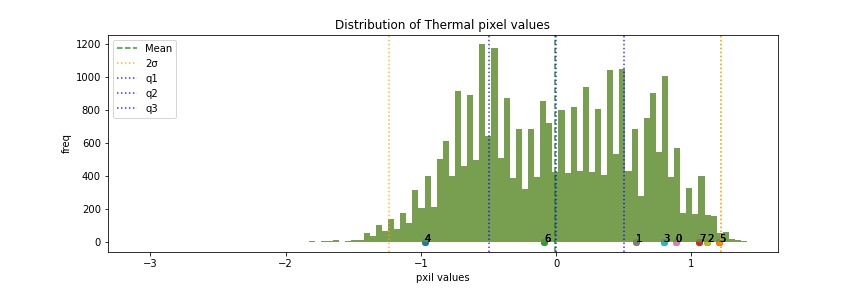 Distribution of Thermal pixel values
Mean
2σ
q1
q2
q3
freq
1200
1000
800
600
400
200
0
4 6 1 3 0 7 2 5
−3 −2 −1 0 1
pxil values